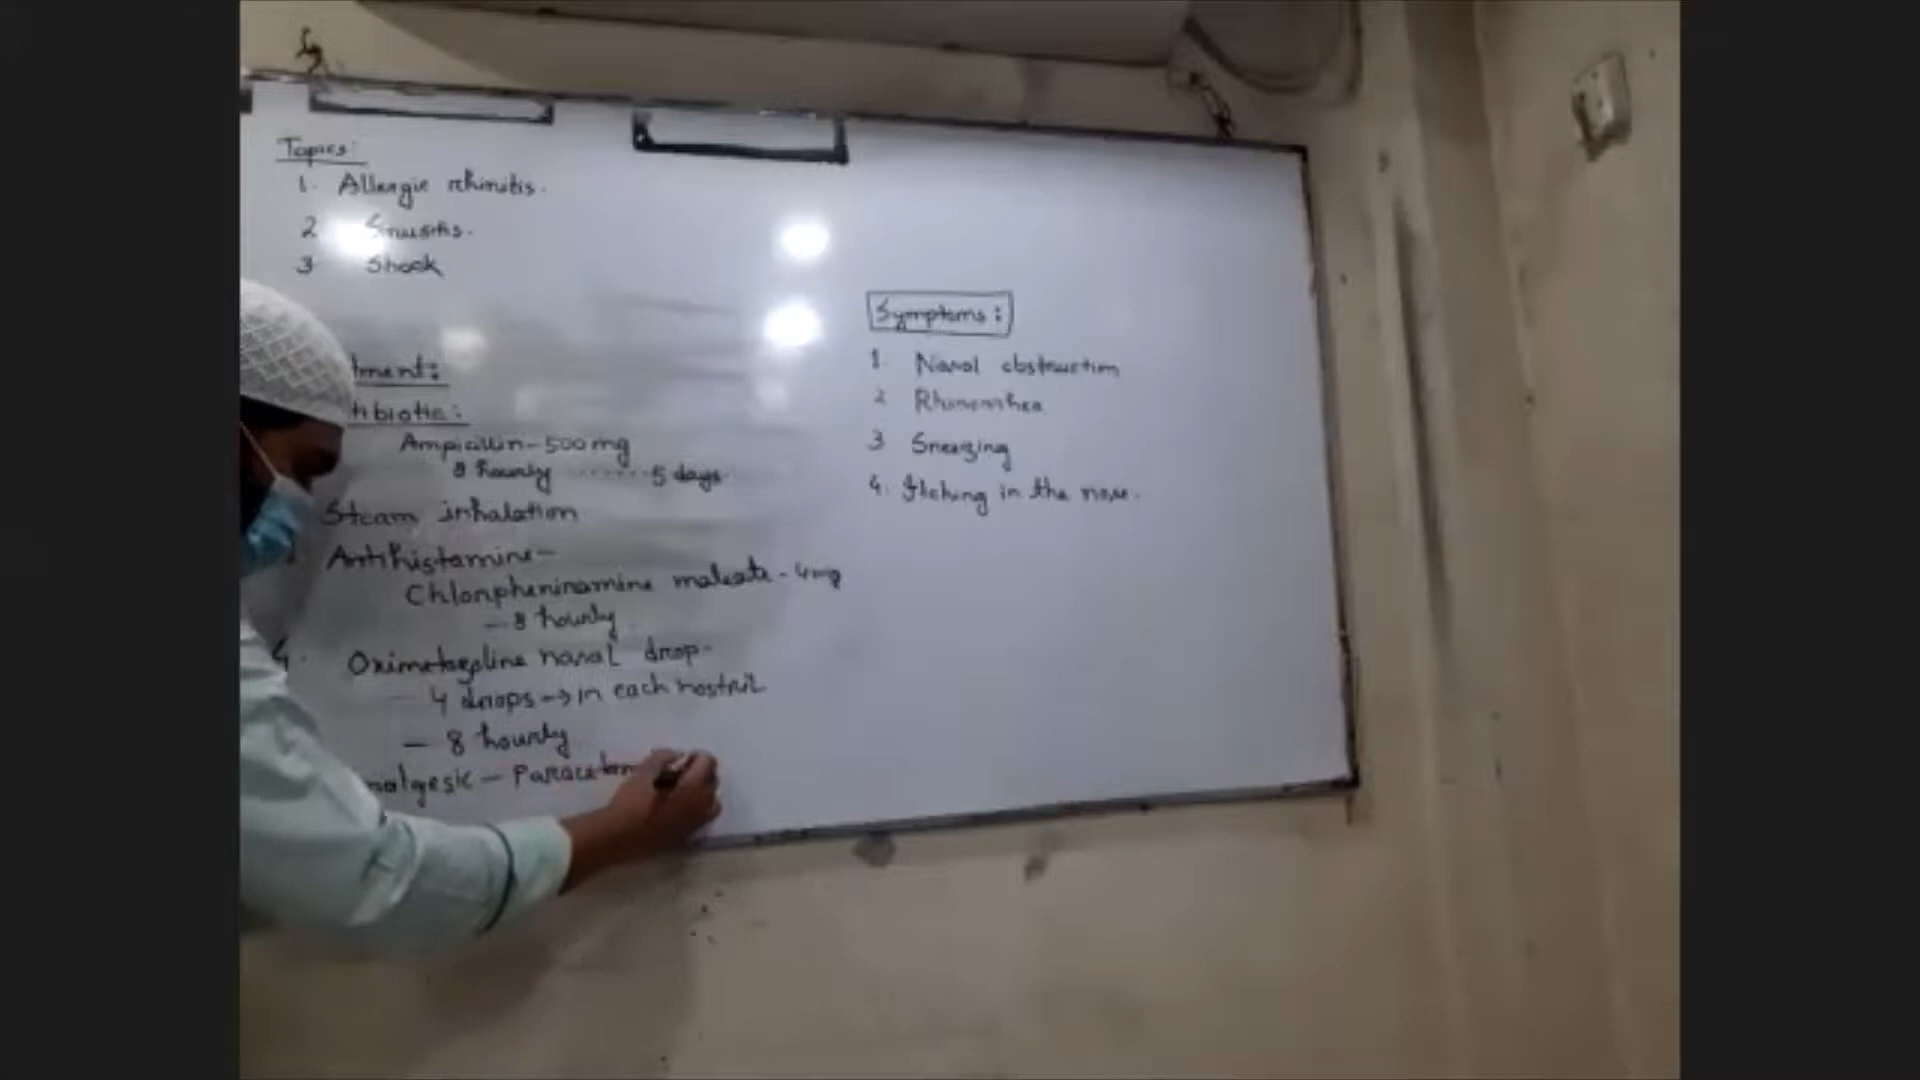 Topics:
1. Allergic rhinitis.
2 Sinusitis.
3 Shock
tment:
tibiotic:
Ampicillin - 500 mg
8 hourly ...... 5 days
Steam inhalation
Antihistamine -
Chlorpheniramine maleate - 4mg
- 8 hourly
4. Oximetazoline nasal drop -
4 drops → in each nostril
- 8 hourly
nalgesic - Paracetam
Symptoms:
1. Nasal obstruction
2 Rhinorrhea
3 Sneezing
4. Itching in the nose.